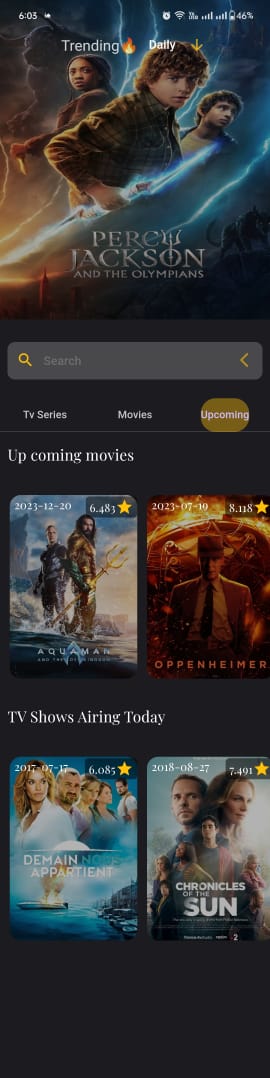 6:03
46%
Trending🔥 Daily
PERCY
JACKSON
AND THE OLYMPIANS
Search
Tv Series Movies Upcoming
Up coming movies
2023-12-20 6.483 2023-07-19 8.118
AQUAMAN
AND THE LOST KINGDOM
OPPENHEIMER
TV Shows Airing Today
2017-07-17 6.085 2018-08-27 7.491
DEMAIN NOUS
APPARTIENT
CHRONICLES
OF THE
SUN
2